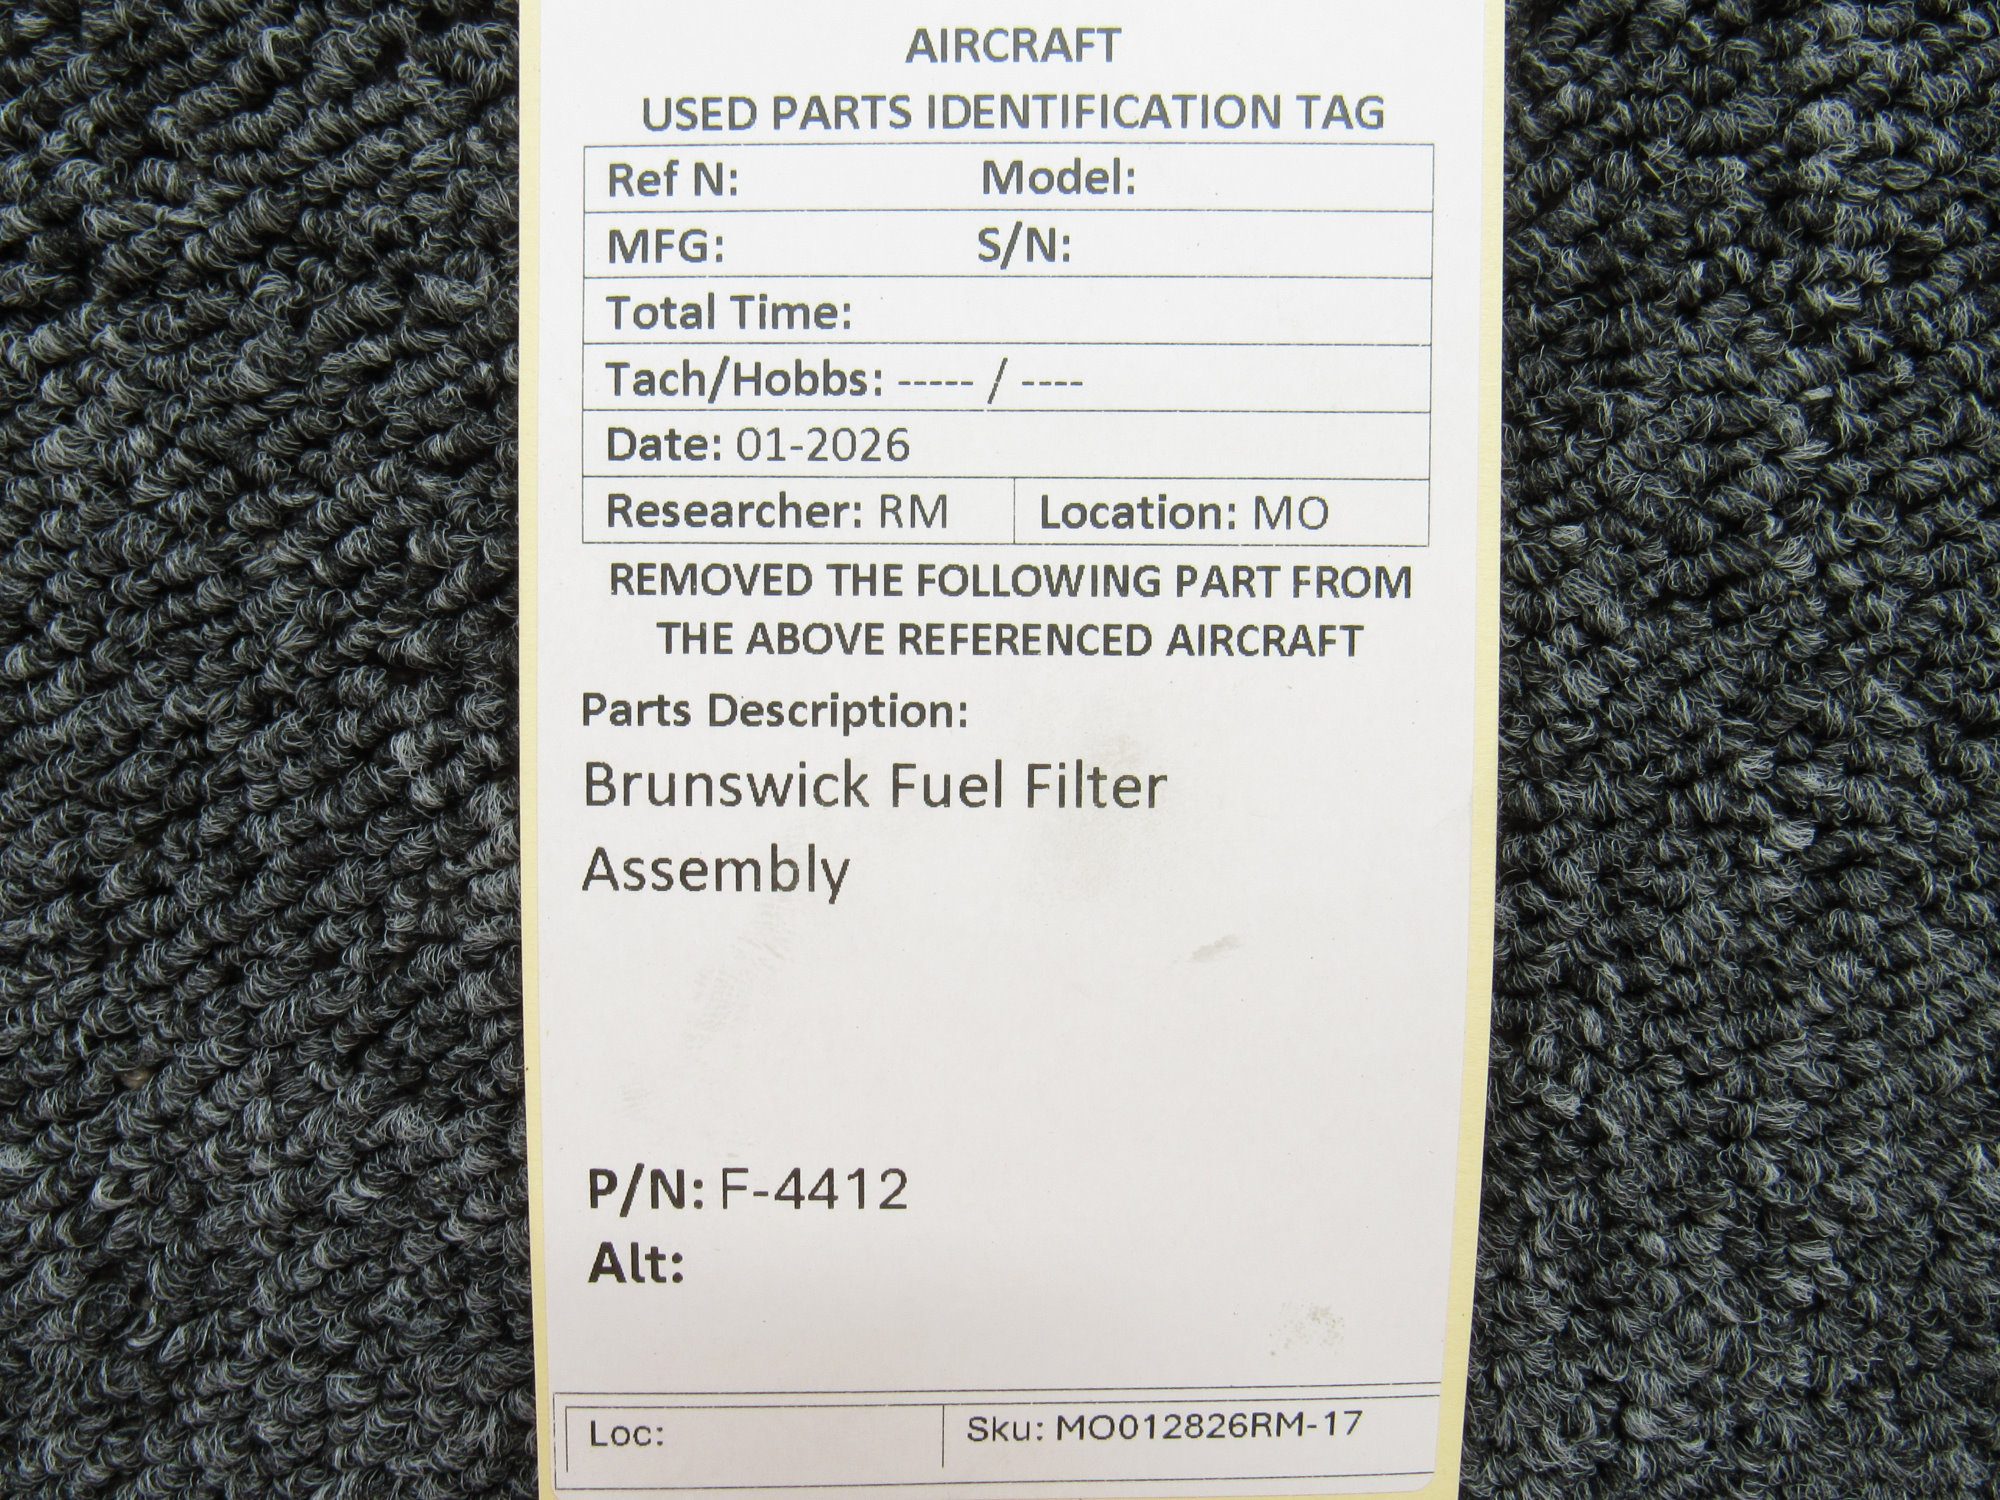 AIRCRAFT
USED PARTS IDENTIFICATION TAG
Ref N: Model:
MFG: S/N:
Total Time:
Tach/Hobbs: ----- / ----
Date: 01-2026
Researcher: RM Location: MO
REMOVED THE FOLLOWING PART FROM
THE ABOVE REFERENCED AIRCRAFT
Parts Description:
Brunswick Fuel Filter
Assembly
P/N: F-4412
Alt:
Loc: Sku: MO012826RM-17